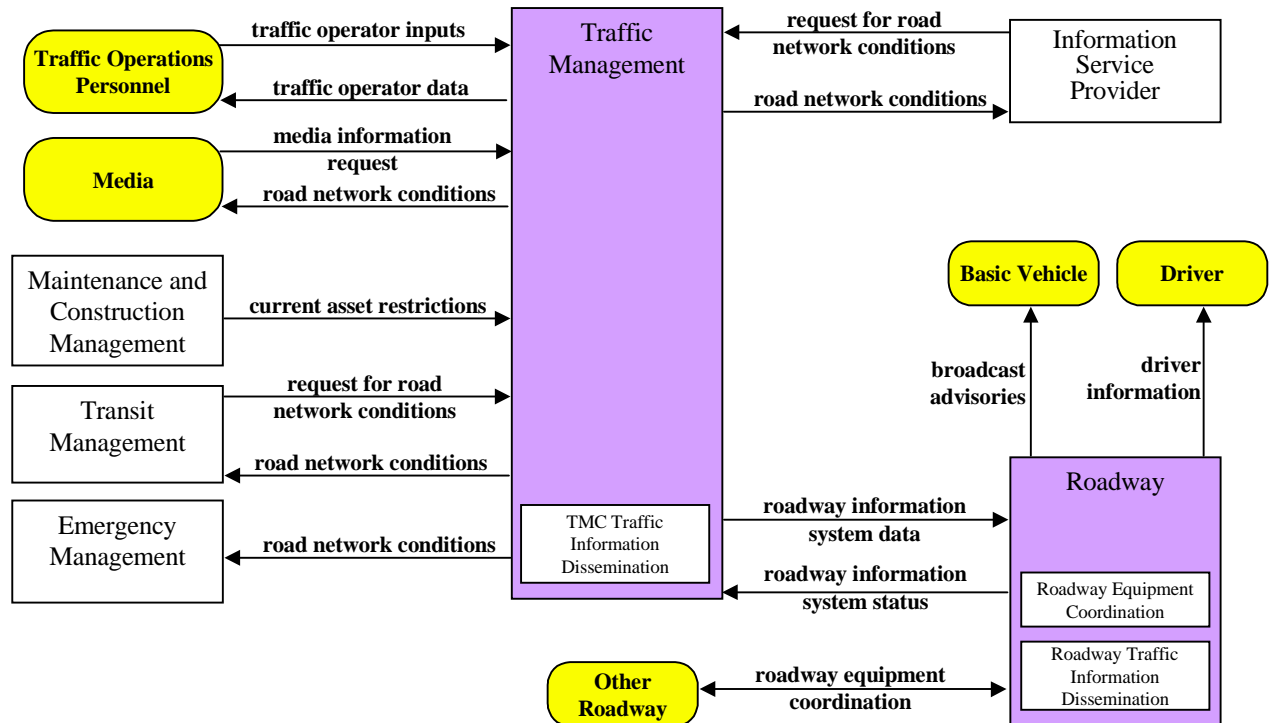 traffic operator inputs
Traffic Operations
Personnel
traffic operator data
media information
request
Media
road network conditions
Maintenance and
Construction
Management
current asset restrictions
request for road
network conditions
Transit
Management
road network conditions
Emergency
Management
road network conditions
Traffic
Management
TMC Traffic
Information
Dissemination
request for road
network conditions
Information
Service
Provider
road network conditions
Basic Vehicle
Driver
broadcast
advisories
driver
information
Roadway
roadway information
system data
roadway information
system status
Roadway Equipment
Coordination
Roadway Traffic
Information
Dissemination
Other
Roadway
roadway equipment
coordination